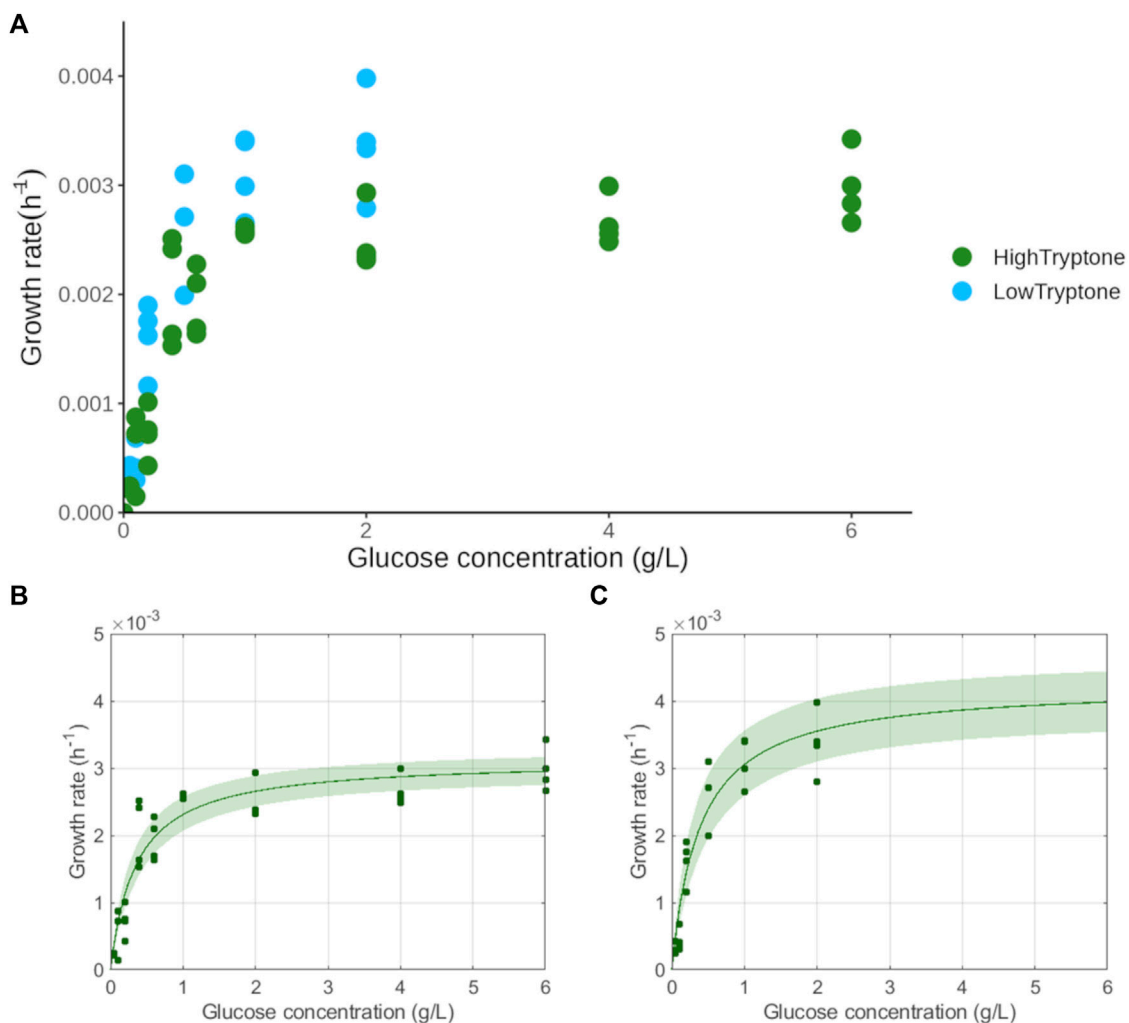 A
0.004
0.003
0.002
0.001
0.000
Growth rate(h⁻¹)
0 2 4 6
Glucose concentration (g/L)
HighTryptone
LowTryptone
B
×10⁻³
5
4
3
2
1
0
Growth rate (h⁻¹)
0 1 2 3 4 5 6
Glucose concentration (g/L)
C
×10⁻³
5
4
3
2
1
0
Growth rate (h⁻¹)
0 1 2 3 4 5 6
Glucose concentration (g/L)